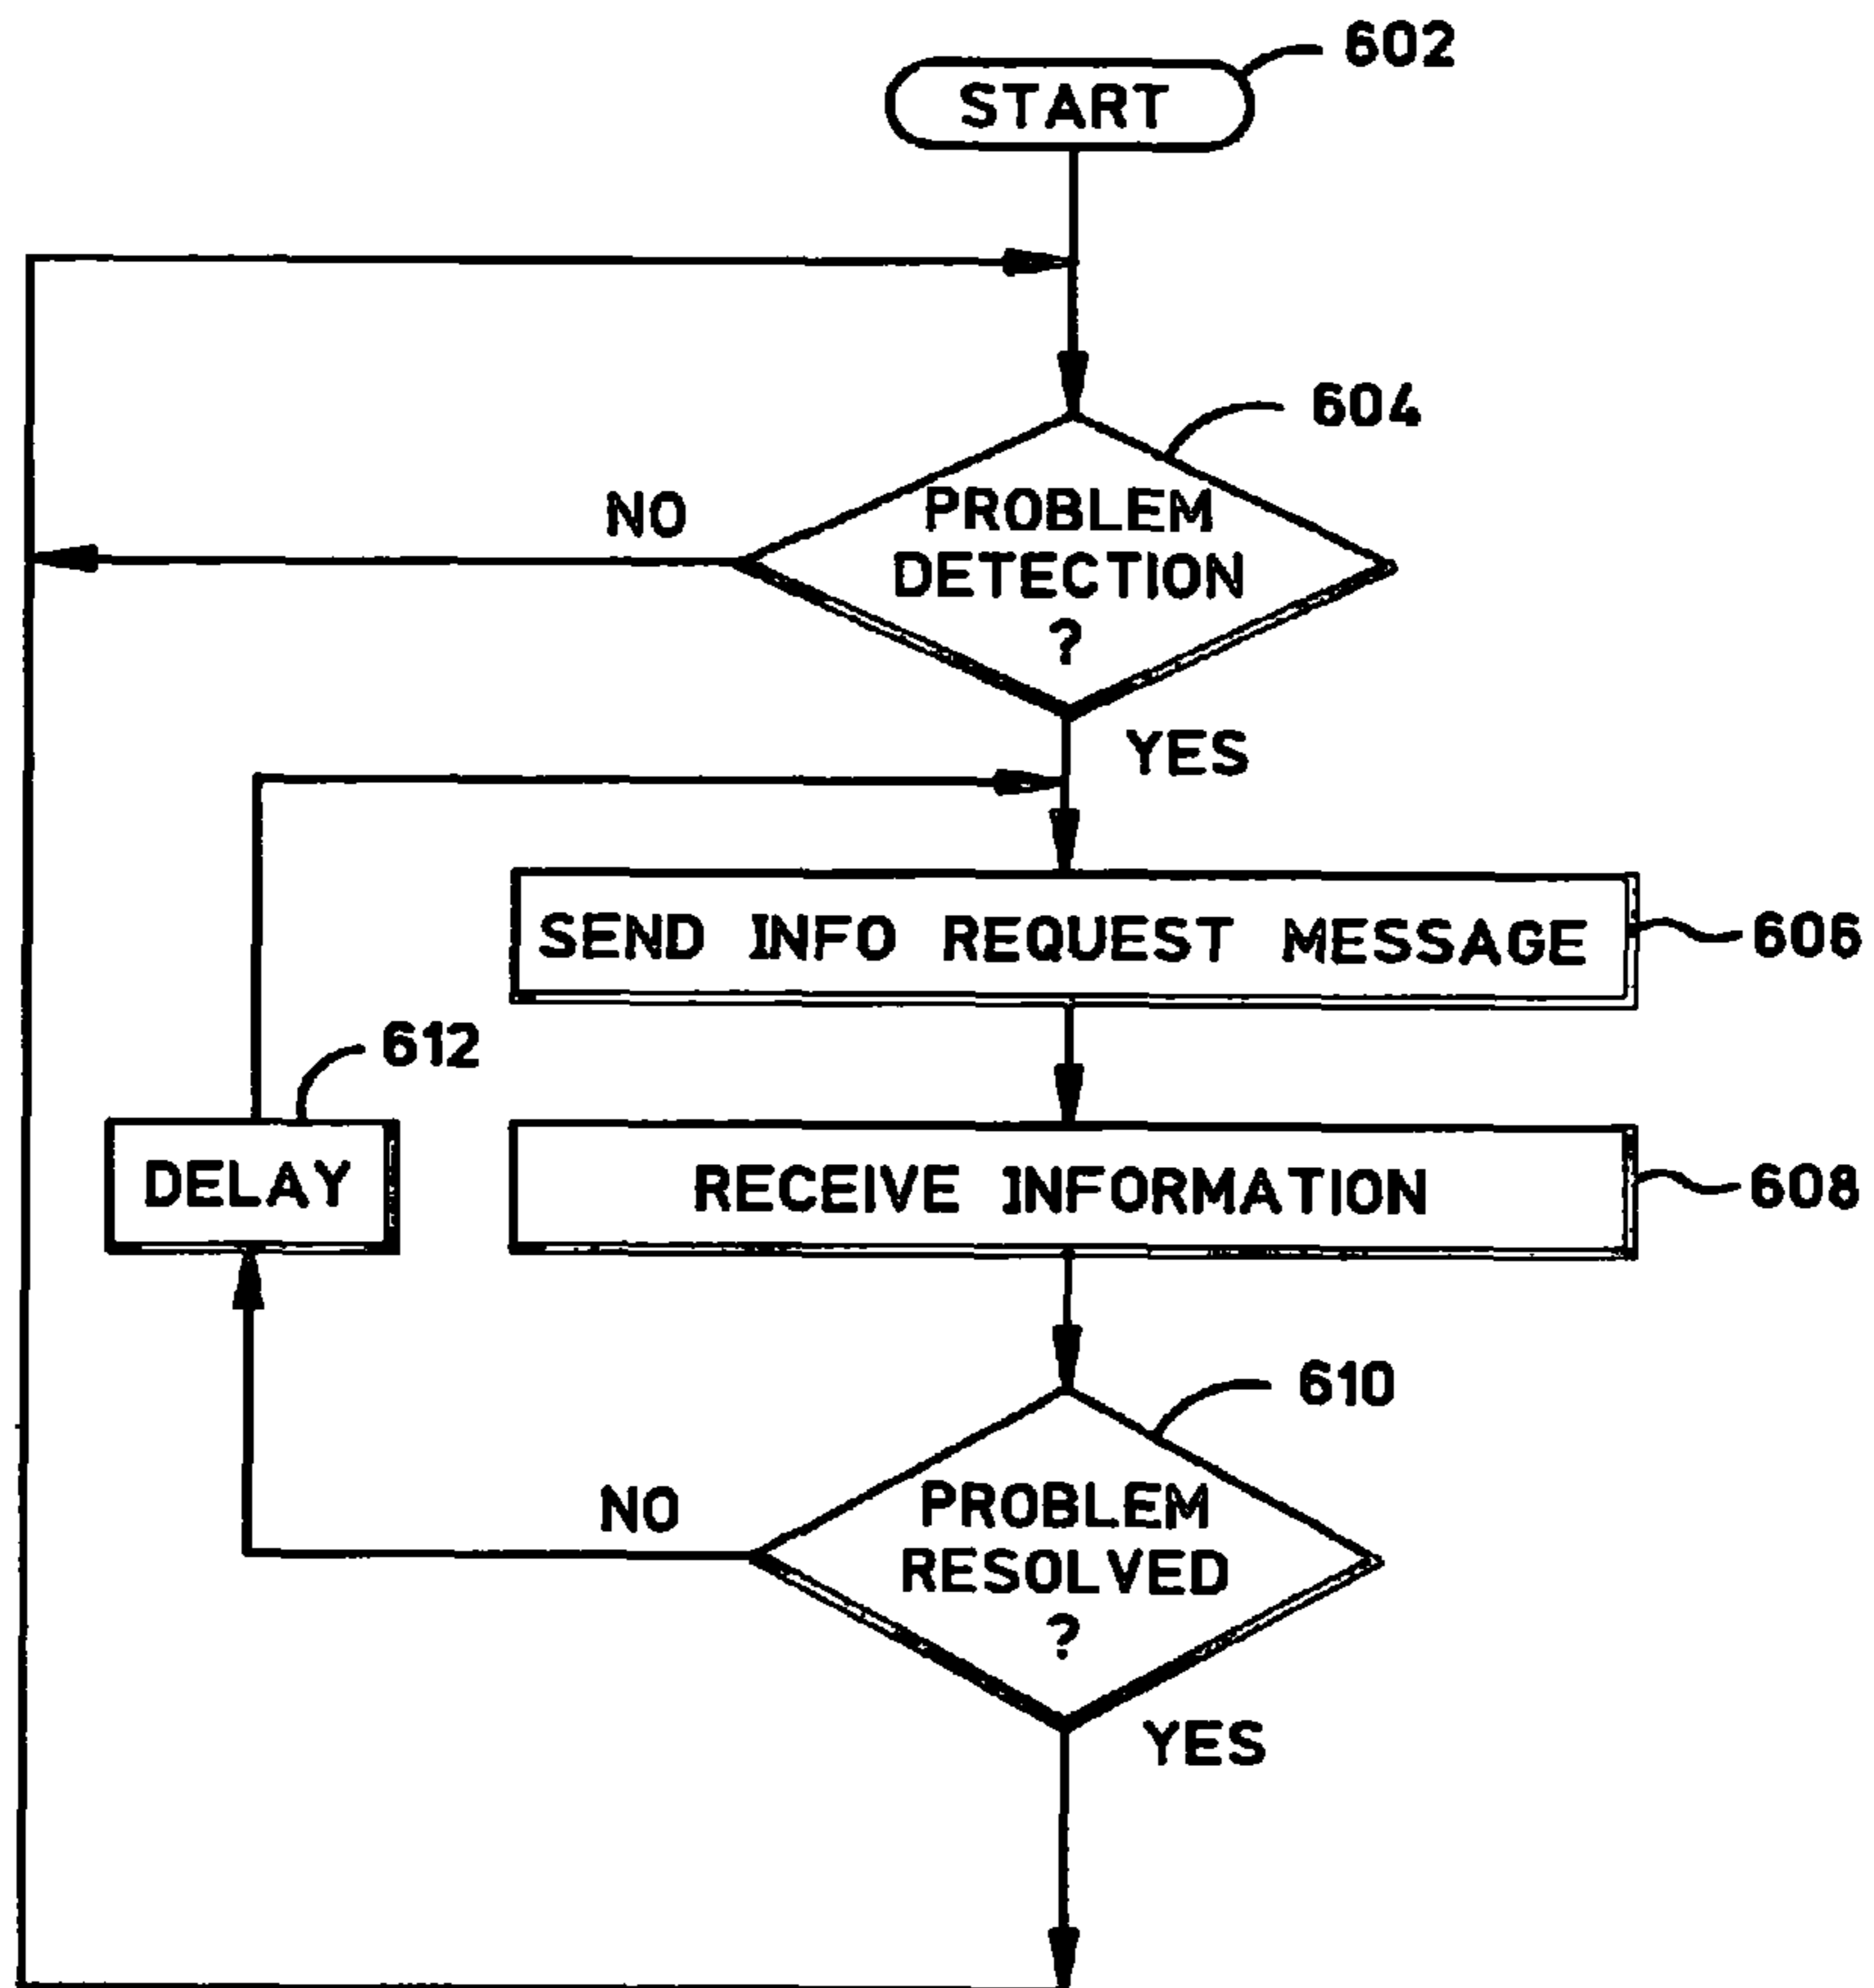 602
START
604
NO
PROBLEM
DETECTION
?
YES
SEND INFO REQUEST MESSAGE
606
612
DELAY
RECEIVE INFORMATION
608
610
NO
PROBLEM
RESOLVED
?
YES